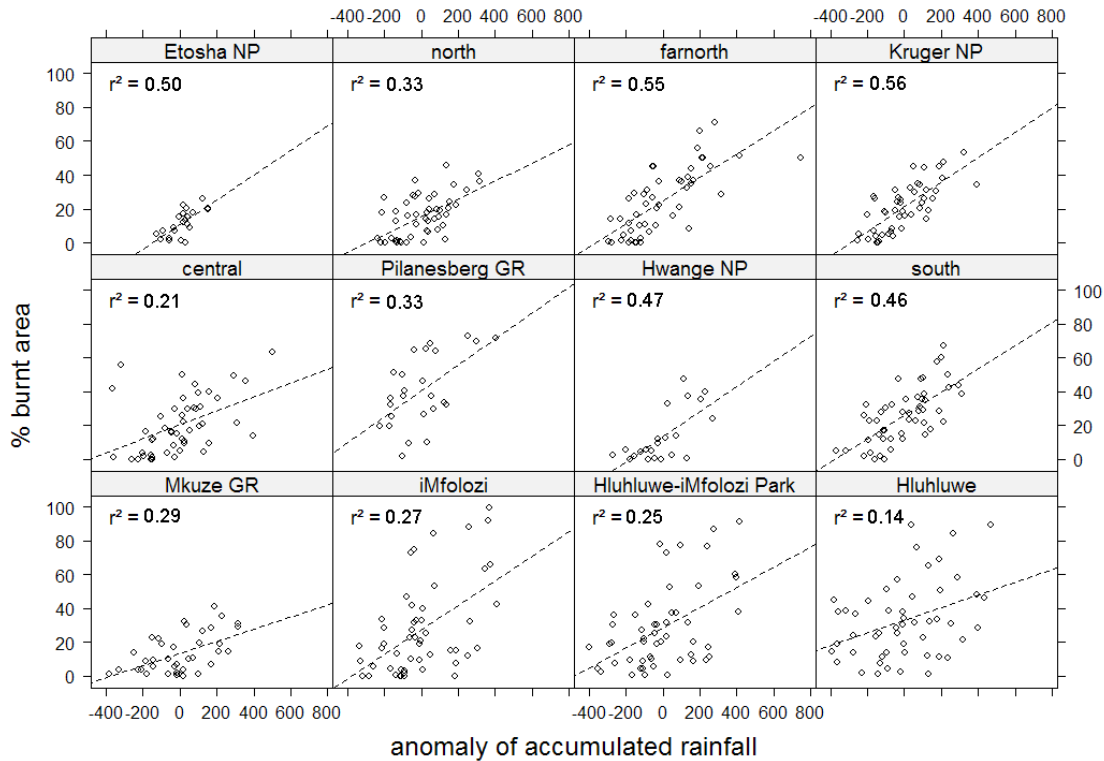 -400 -200 0 200 400 600 800 -400 -200 0 200 400 600 800
Etosha NP north farnorth Kruger NP
100
80
60
40
20
0
r² = 0.50 r² = 0.33 r² = 0.55 r² = 0.56
central Pilanesberg GR Hwange NP south
r² = 0.21 r² = 0.33 r² = 0.47 r² = 0.46
100
80
60
40
20
0
% burnt area
Mkuze GR iMfolozi Hluhluwe-iMfolozi Park Hluhluwe
100
80
60
40
20
0
r² = 0.29 r² = 0.27 r² = 0.25 r² = 0.14
-400 -200 0 200 400 600 800 -400 -200 0 200 400 600 800
anomaly of accumulated rainfall